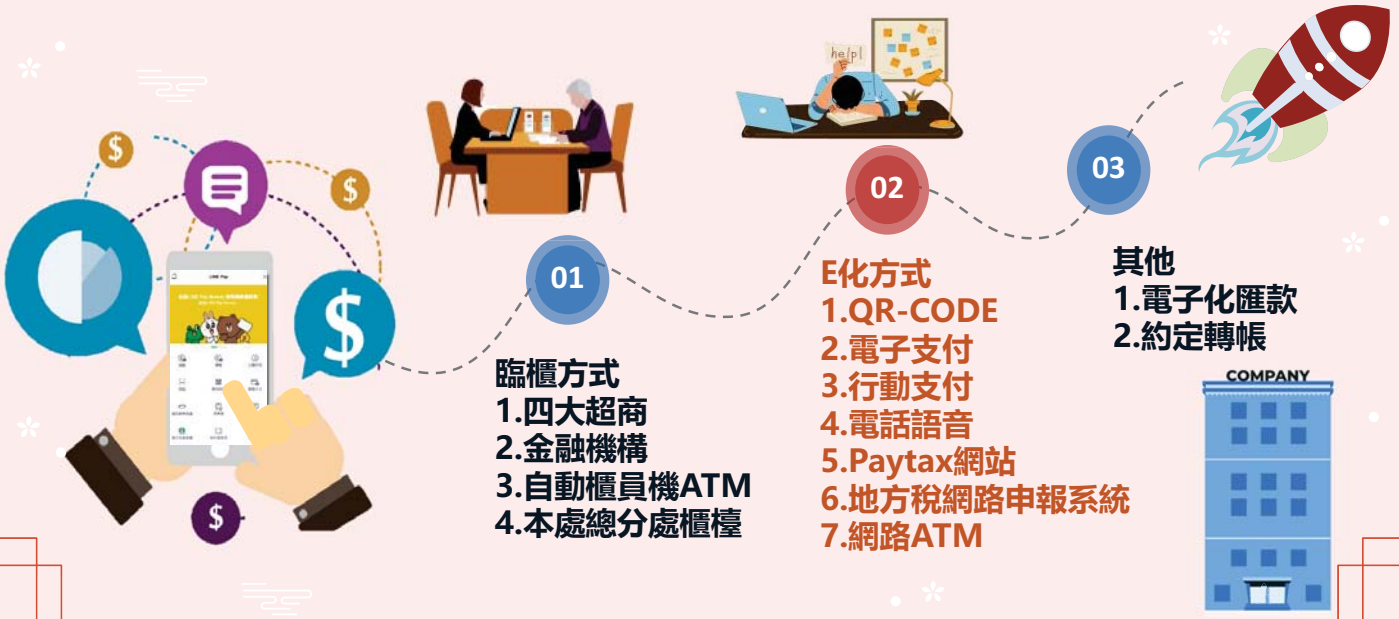 help!
LINE Pay
01
臨櫃方式
1.四大超商
2.金融機構
3.自動櫃員機ATM
4.本處總分處櫃檯
02
E化方式
1.QR-CODE
2.電子支付
3.行動支付
4.電話語音
5.Paytax網站
6.地方稅網路申報系統
7.網路ATM
03
其他
1.電子化匯款
2.約定轉帳
COMPANY